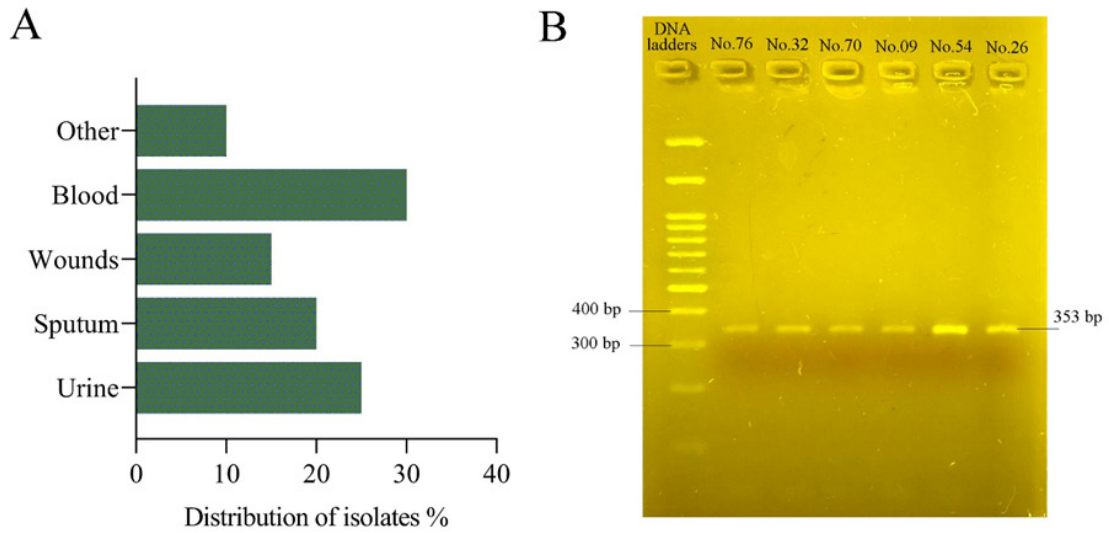 A
Other
Blood
Wounds
Sputum
Urine
0 10 20 30 40
Distribution of isolates %
B
DNA
ladders
No.76 No.32 No.70 No.09 No.54 No.26
400 bp
300 bp
353 bp